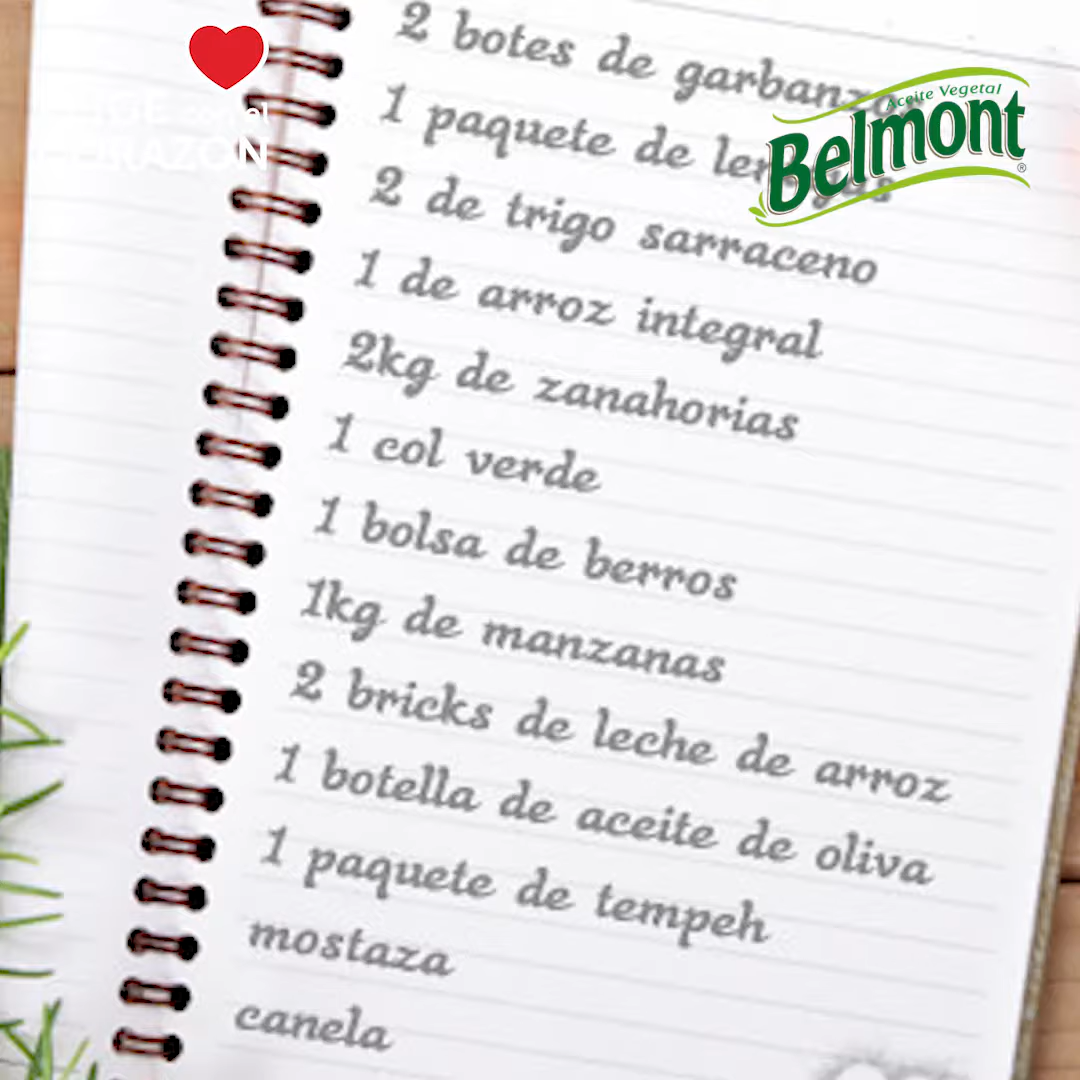 2 botes de garbanzo
1 paquete de
2 de trigo sarraceno
1 de arroz integral
2kg de zanahorias
1 col verde
1 bolsa de berros
1kg de manzanas
2 bricks de leche de arroz
1 botella de aceite de oliva
1 paquete de tempeh
mostaza
canela
Aceite Vegetal
Belmont®